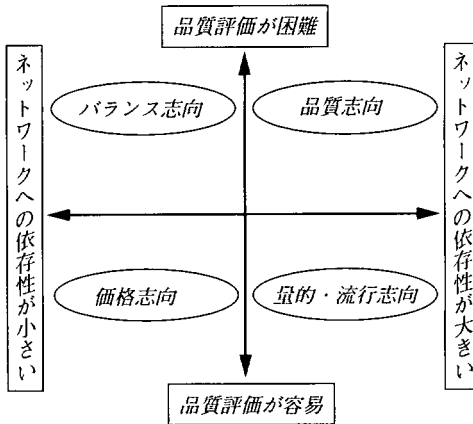 品質評価が困難
ネットワークへの依存性が小さい
バランス志向
品質志向
ネットワークへの依存性が大きい
価格志向
量的・流行志向
品質評価が容易